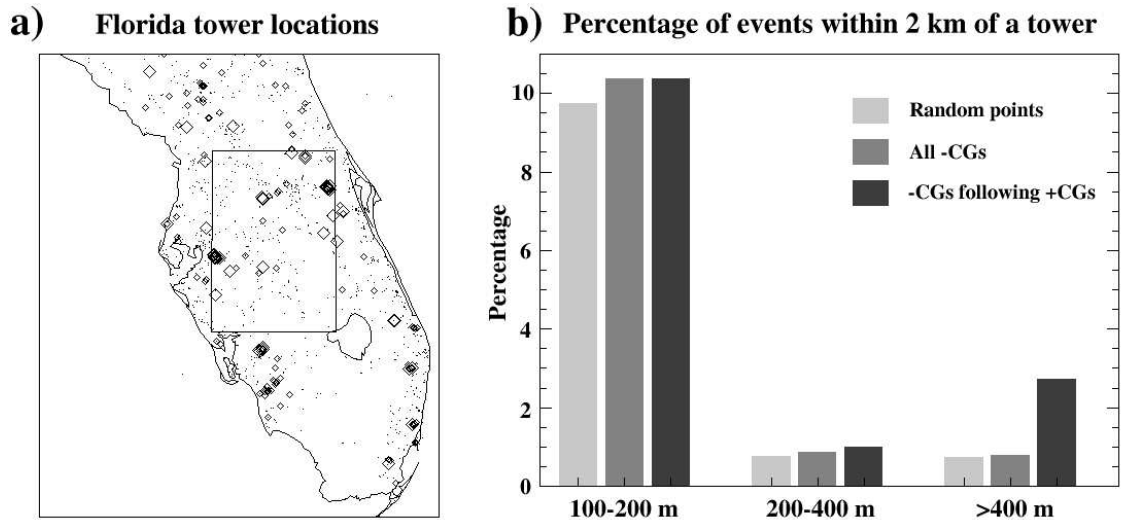 a) Florida tower locations
b) Percentage of events within 2 km of a tower
Percentage
10
8
6
4
2
0
Random points
All -CGs
-CGs following +CGs
100-200 m
200-400 m
>400 m